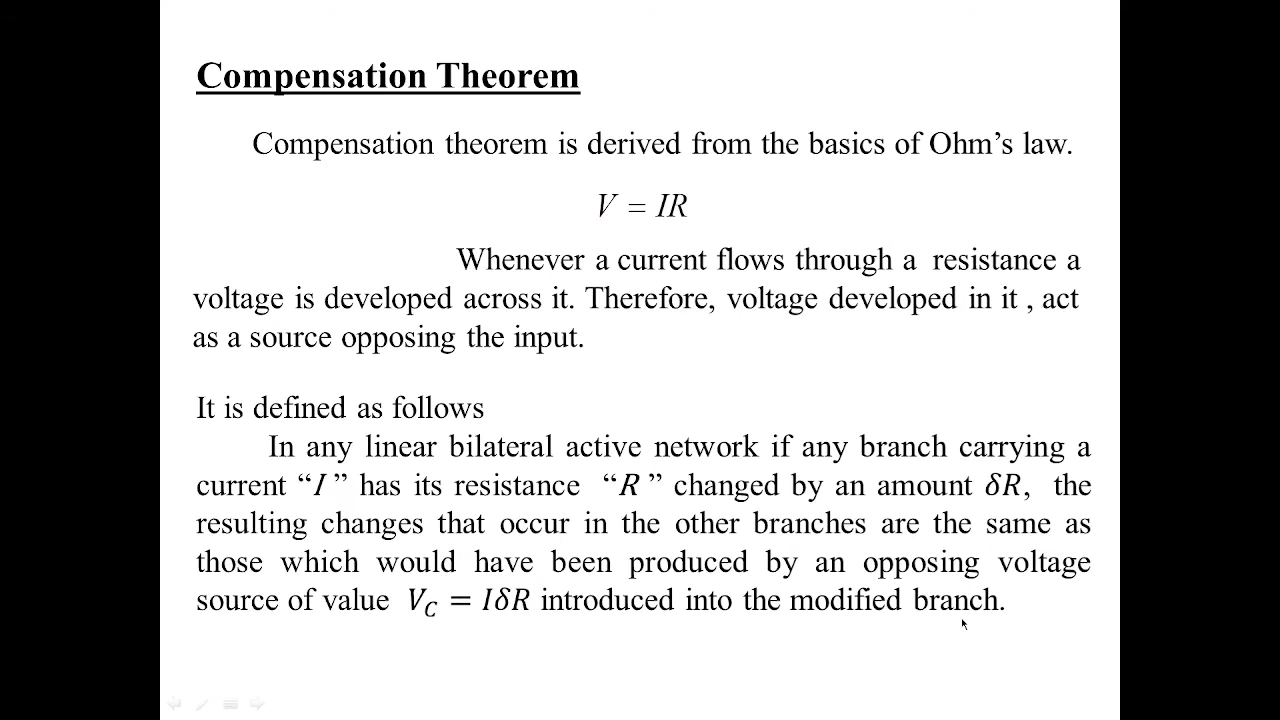 Compensation Theorem
Compensation theorem is derived from the basics of Ohm’s law.
V = IR
Whenever a current flows through a resistance a
voltage is developed across it. Therefore, voltage developed in it , act
as a source opposing the input.
It is defined as follows
In any linear bilateral active network if any branch carrying a
current “I ” has its resistance “R ” changed by an amount δR, the
resulting changes that occur in the other branches are the same as
those which would have been produced by an opposing voltage
source of value V_C = IδR introduced into the modified branch.